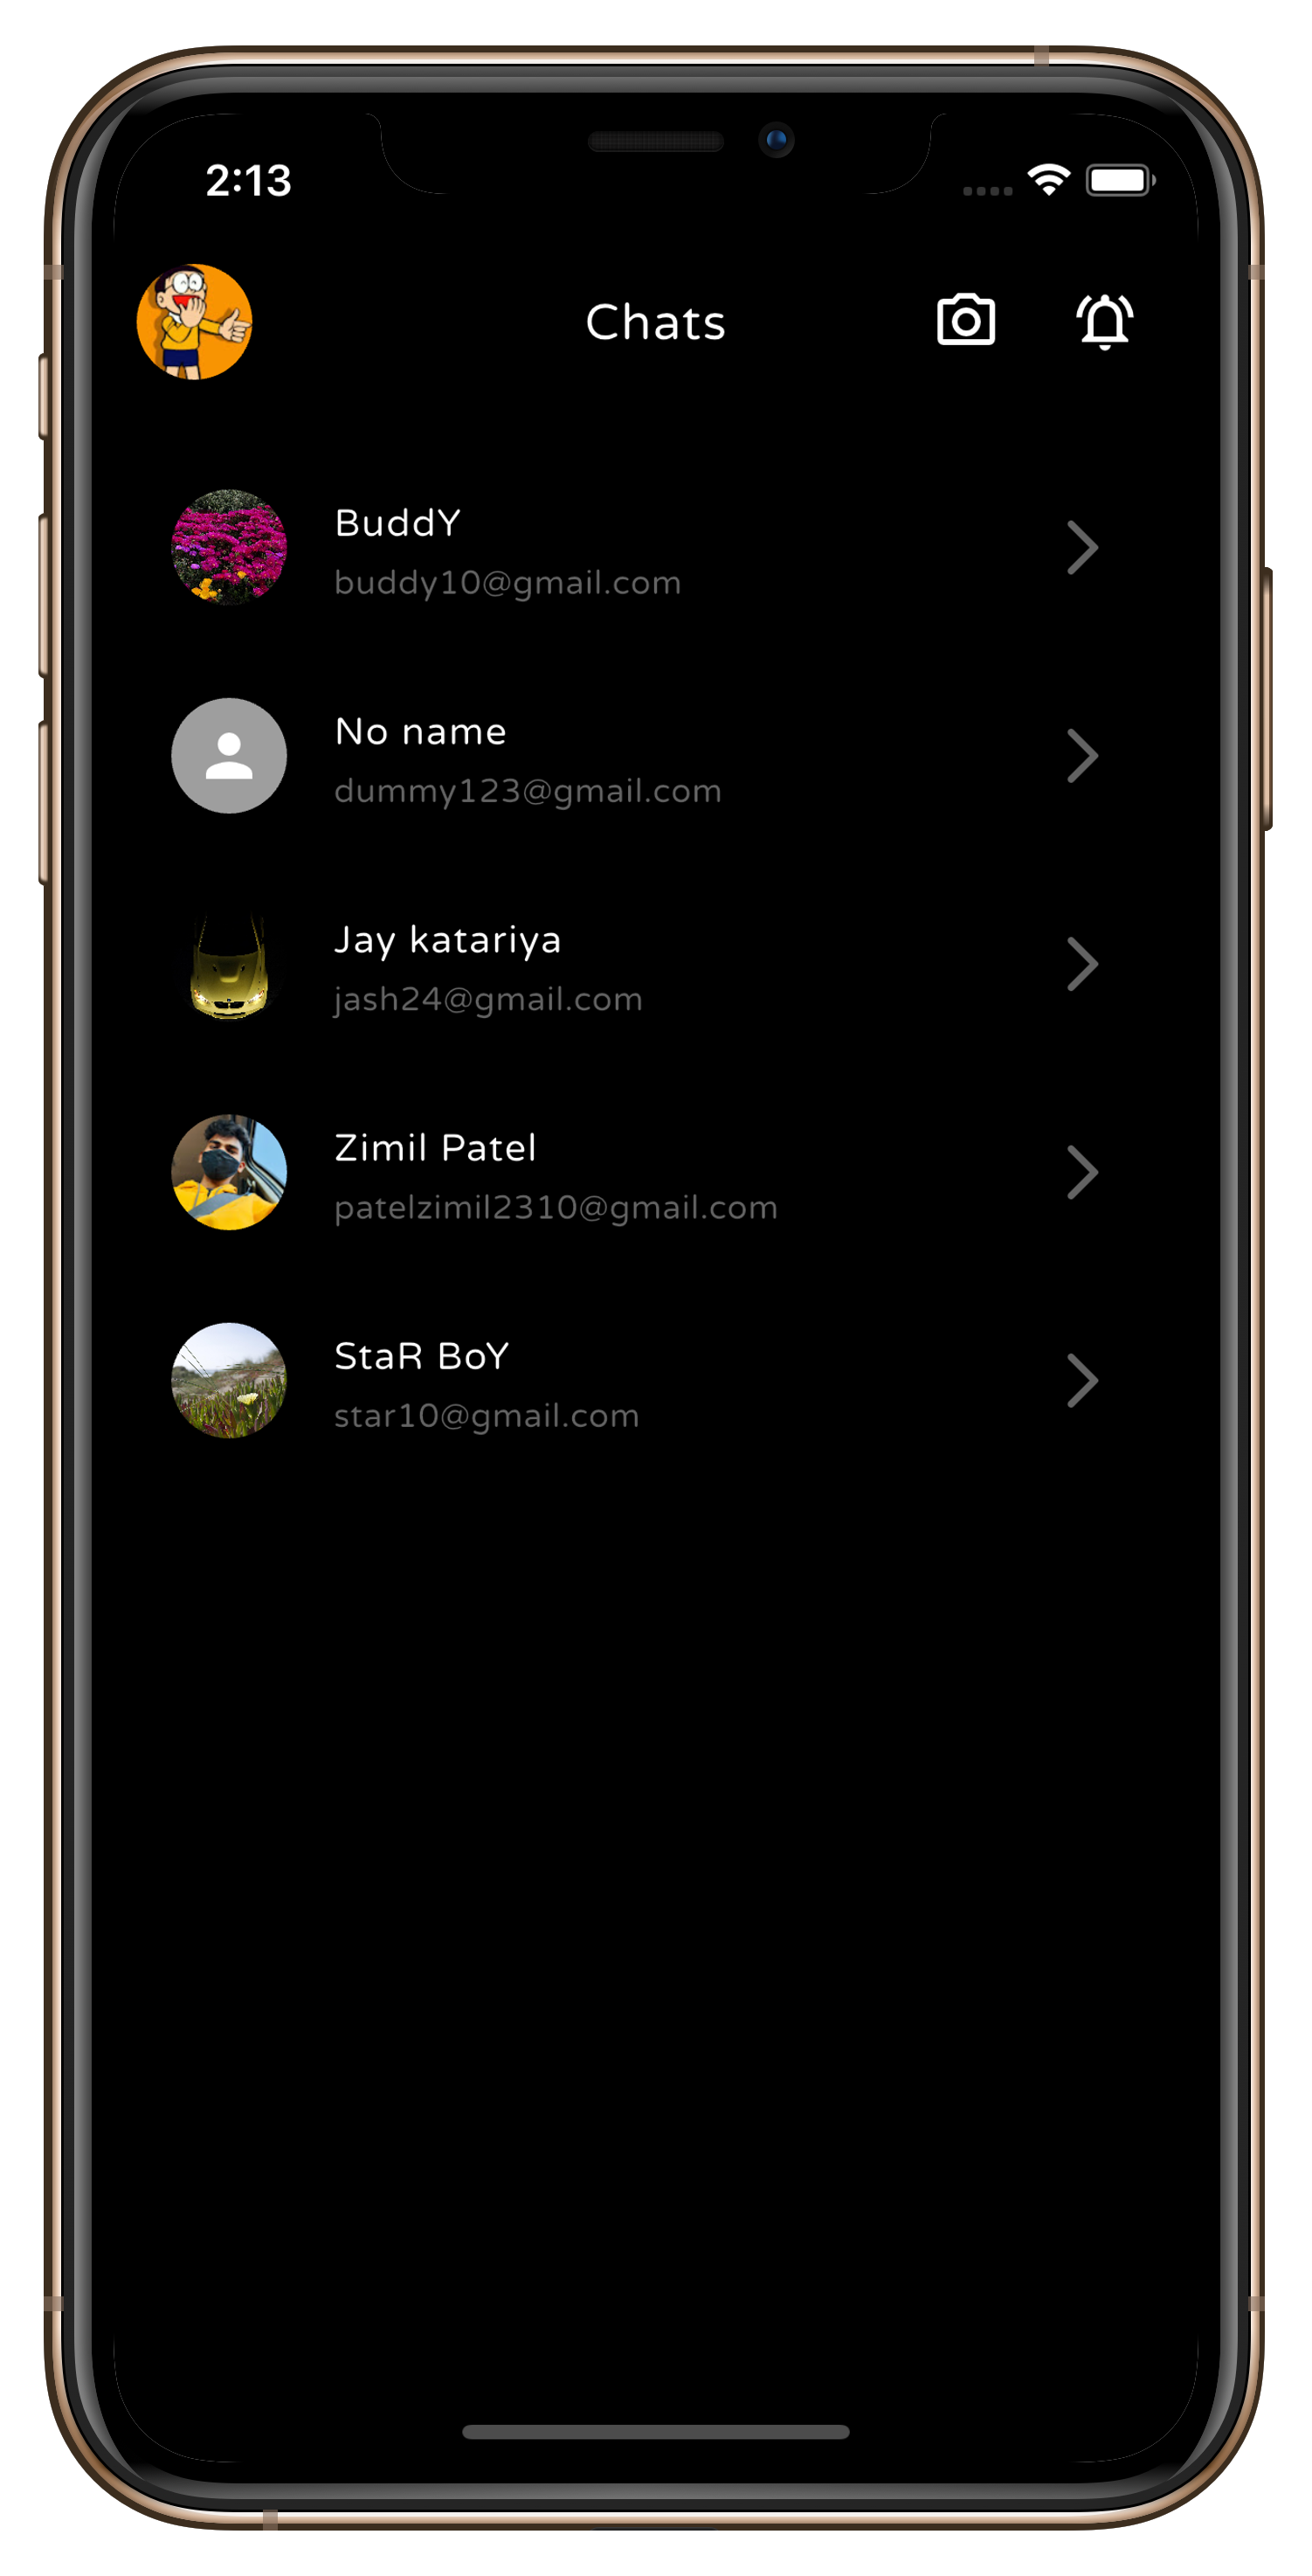 2:13
Chats
BuddY
buddy10@gmail.com
No name
dummy123@gmail.com
Jay katariya
jash24@gmail.com
Zimil Patel
patelzimil2310@gmail.com
StaR BoY
star10@gmail.com